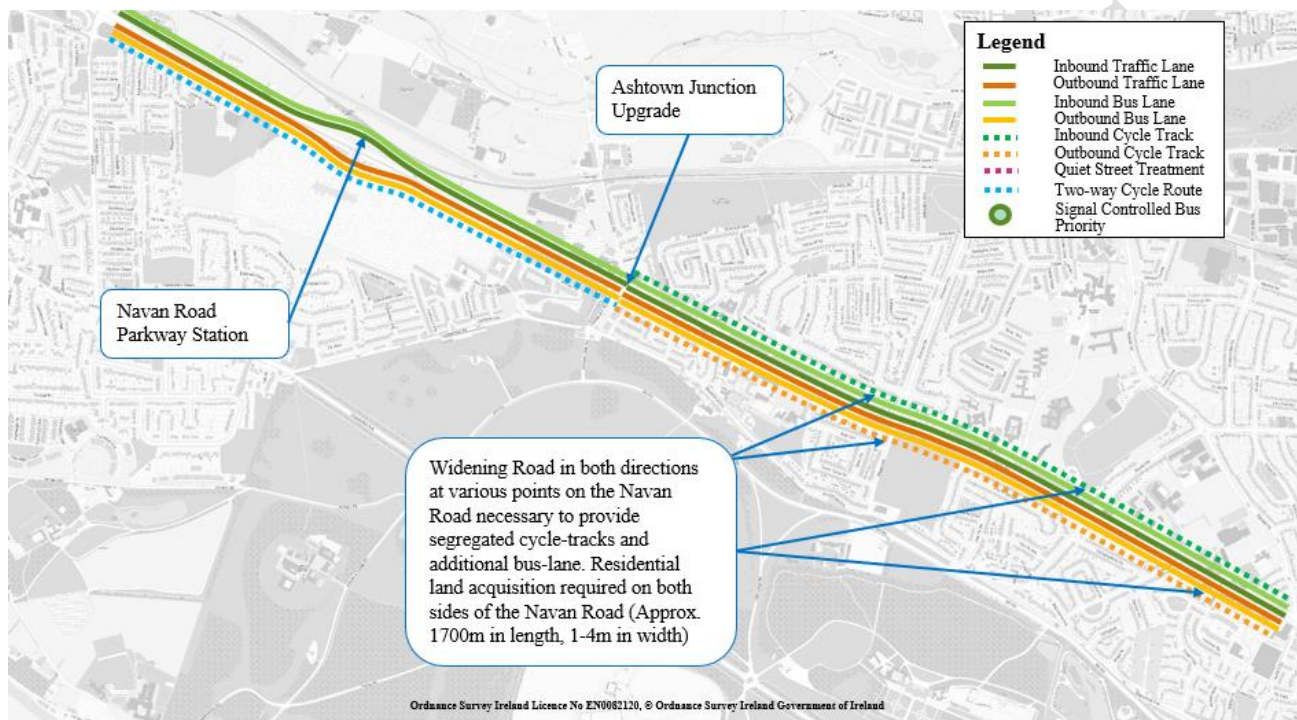 Legend
Inbound Traffic Lane
Outbound Traffic Lane
Inbound Bus Lane
Outbound Bus Lane
Inbound Cycle Track
Outbound Cycle Track
Quiet Street Treatment
Two-way Cycle Route
Signal Controlled Bus
Priority
Ashtown Junction
Upgrade
Navan Road
Parkway Station
Widening Road in both directions
at various points on the Navan
Road necessary to provide
segregated cycle-tracks and
additional bus-lane. Residential
land acquisition required on both
sides of the Navan Road (Approx.
1700m in length, 1-4m in width)
Ordnance Survey Ireland Licence No EN0082120, © Ordnance Survey Ireland Government of Ireland